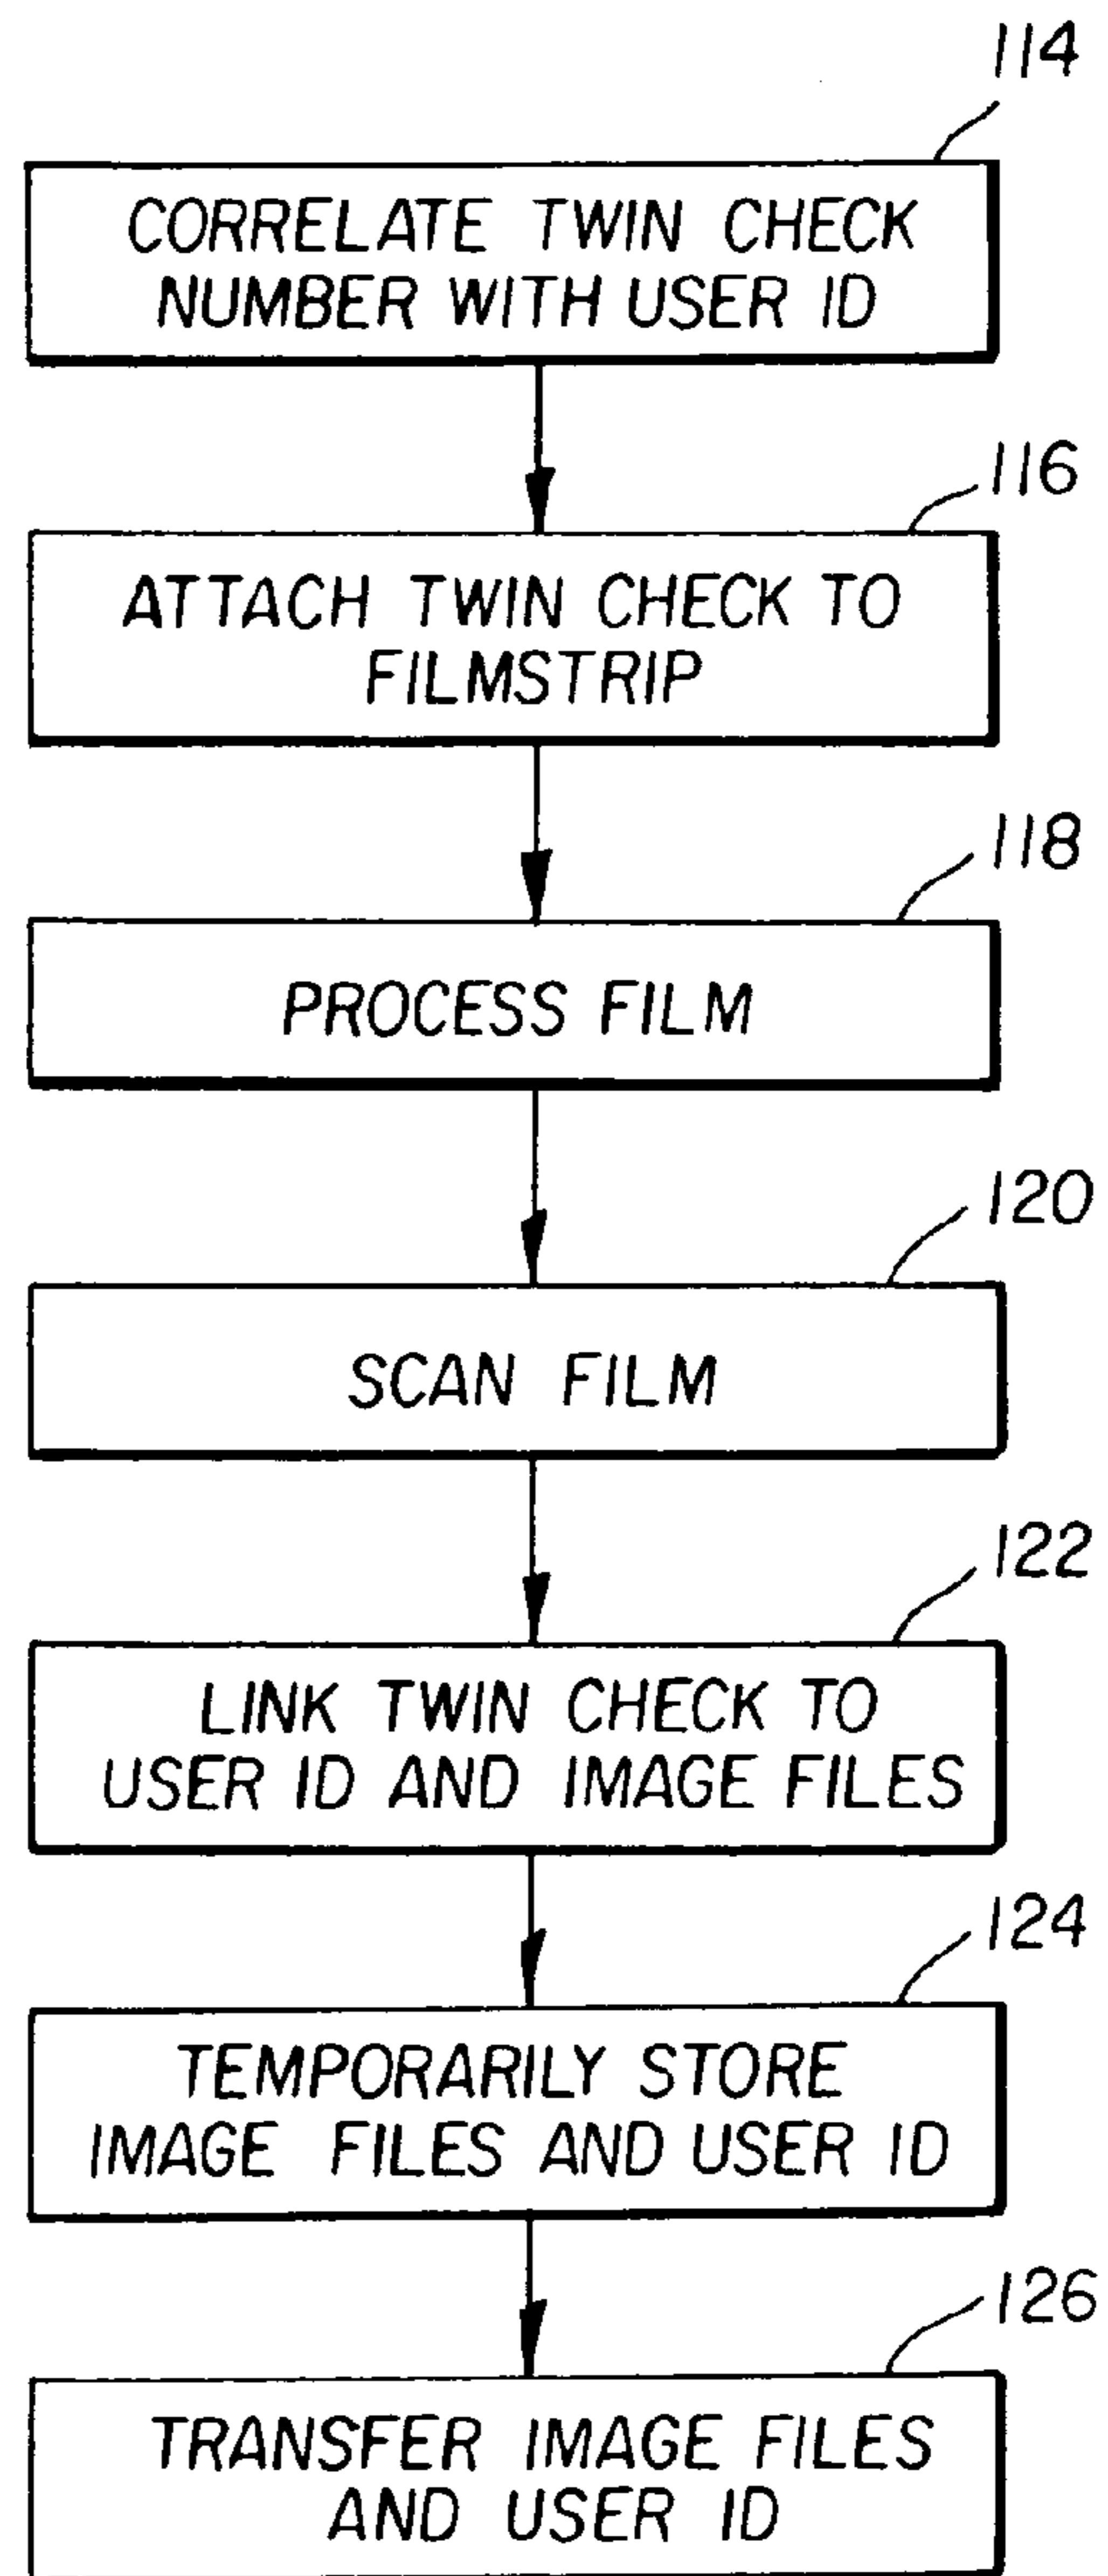 114
CORRELATE TWIN CHECK
NUMBER WITH USER ID
116
ATTACH TWIN CHECK TO
FILMSTRIP
118
PROCESS FILM
120
SCAN FILM
122
LINK TWIN CHECK TO
USER ID AND IMAGE FILES
124
TEMPORARILY STORE
IMAGE FILES AND USER ID
126
TRANSFER IMAGE FILES
AND USER ID